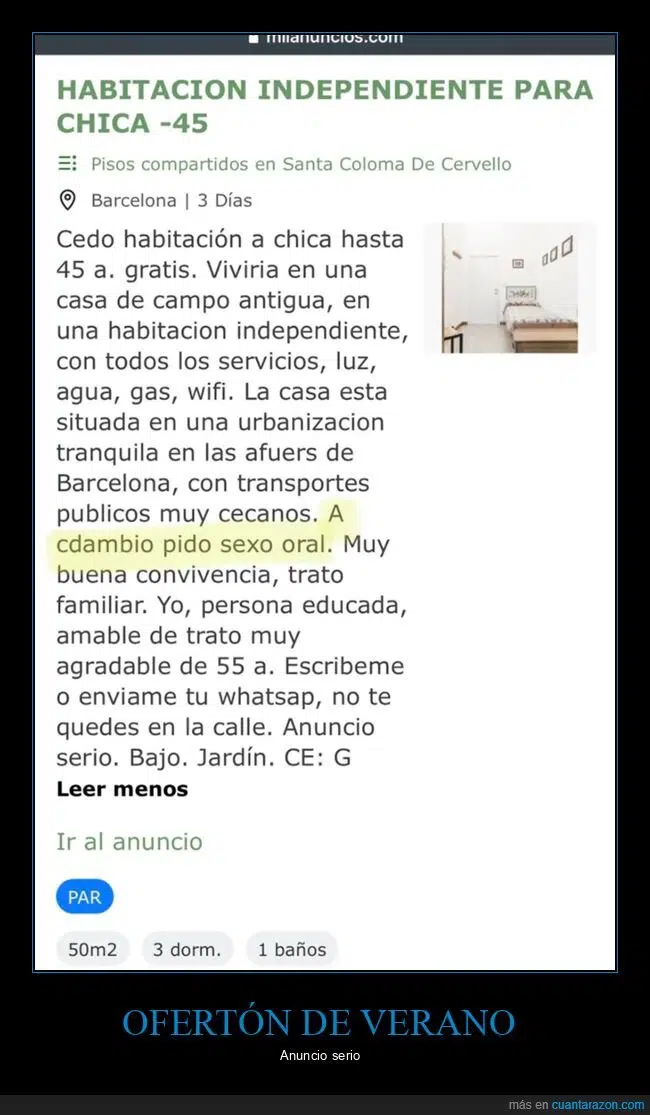 milanuncios.com
HABITACION INDEPENDIENTE PARA
CHICA -45
Pisos compartidos en Santa Coloma De Cervello
Barcelona | 3 Días
Cedo habitación a chica hasta
45 a. gratis. Viviria en una
casa de campo antigua, en
una habitacion independiente,
con todos los servicios, luz,
agua, gas, wifi. La casa esta
situada en una urbanizacion
tranquila en las afuers de
Barcelona, con transportes
publicos muy cecanos. A
cdambio pido sexo oral. Muy
buena convivencia, trato
familiar. Yo, persona educada,
amable de trato muy
agradable de 55 a. Escribeme
o enviame tu whatsap, no te
quedes en la calle. Anuncio
serio. Bajo. Jardín. CE: G
Leer menos
Ir al anuncio
PAR
50m2 3 dorm. 1 baños
OFERTÓN DE VERANO
Anuncio serio
más en cuantarazon.com